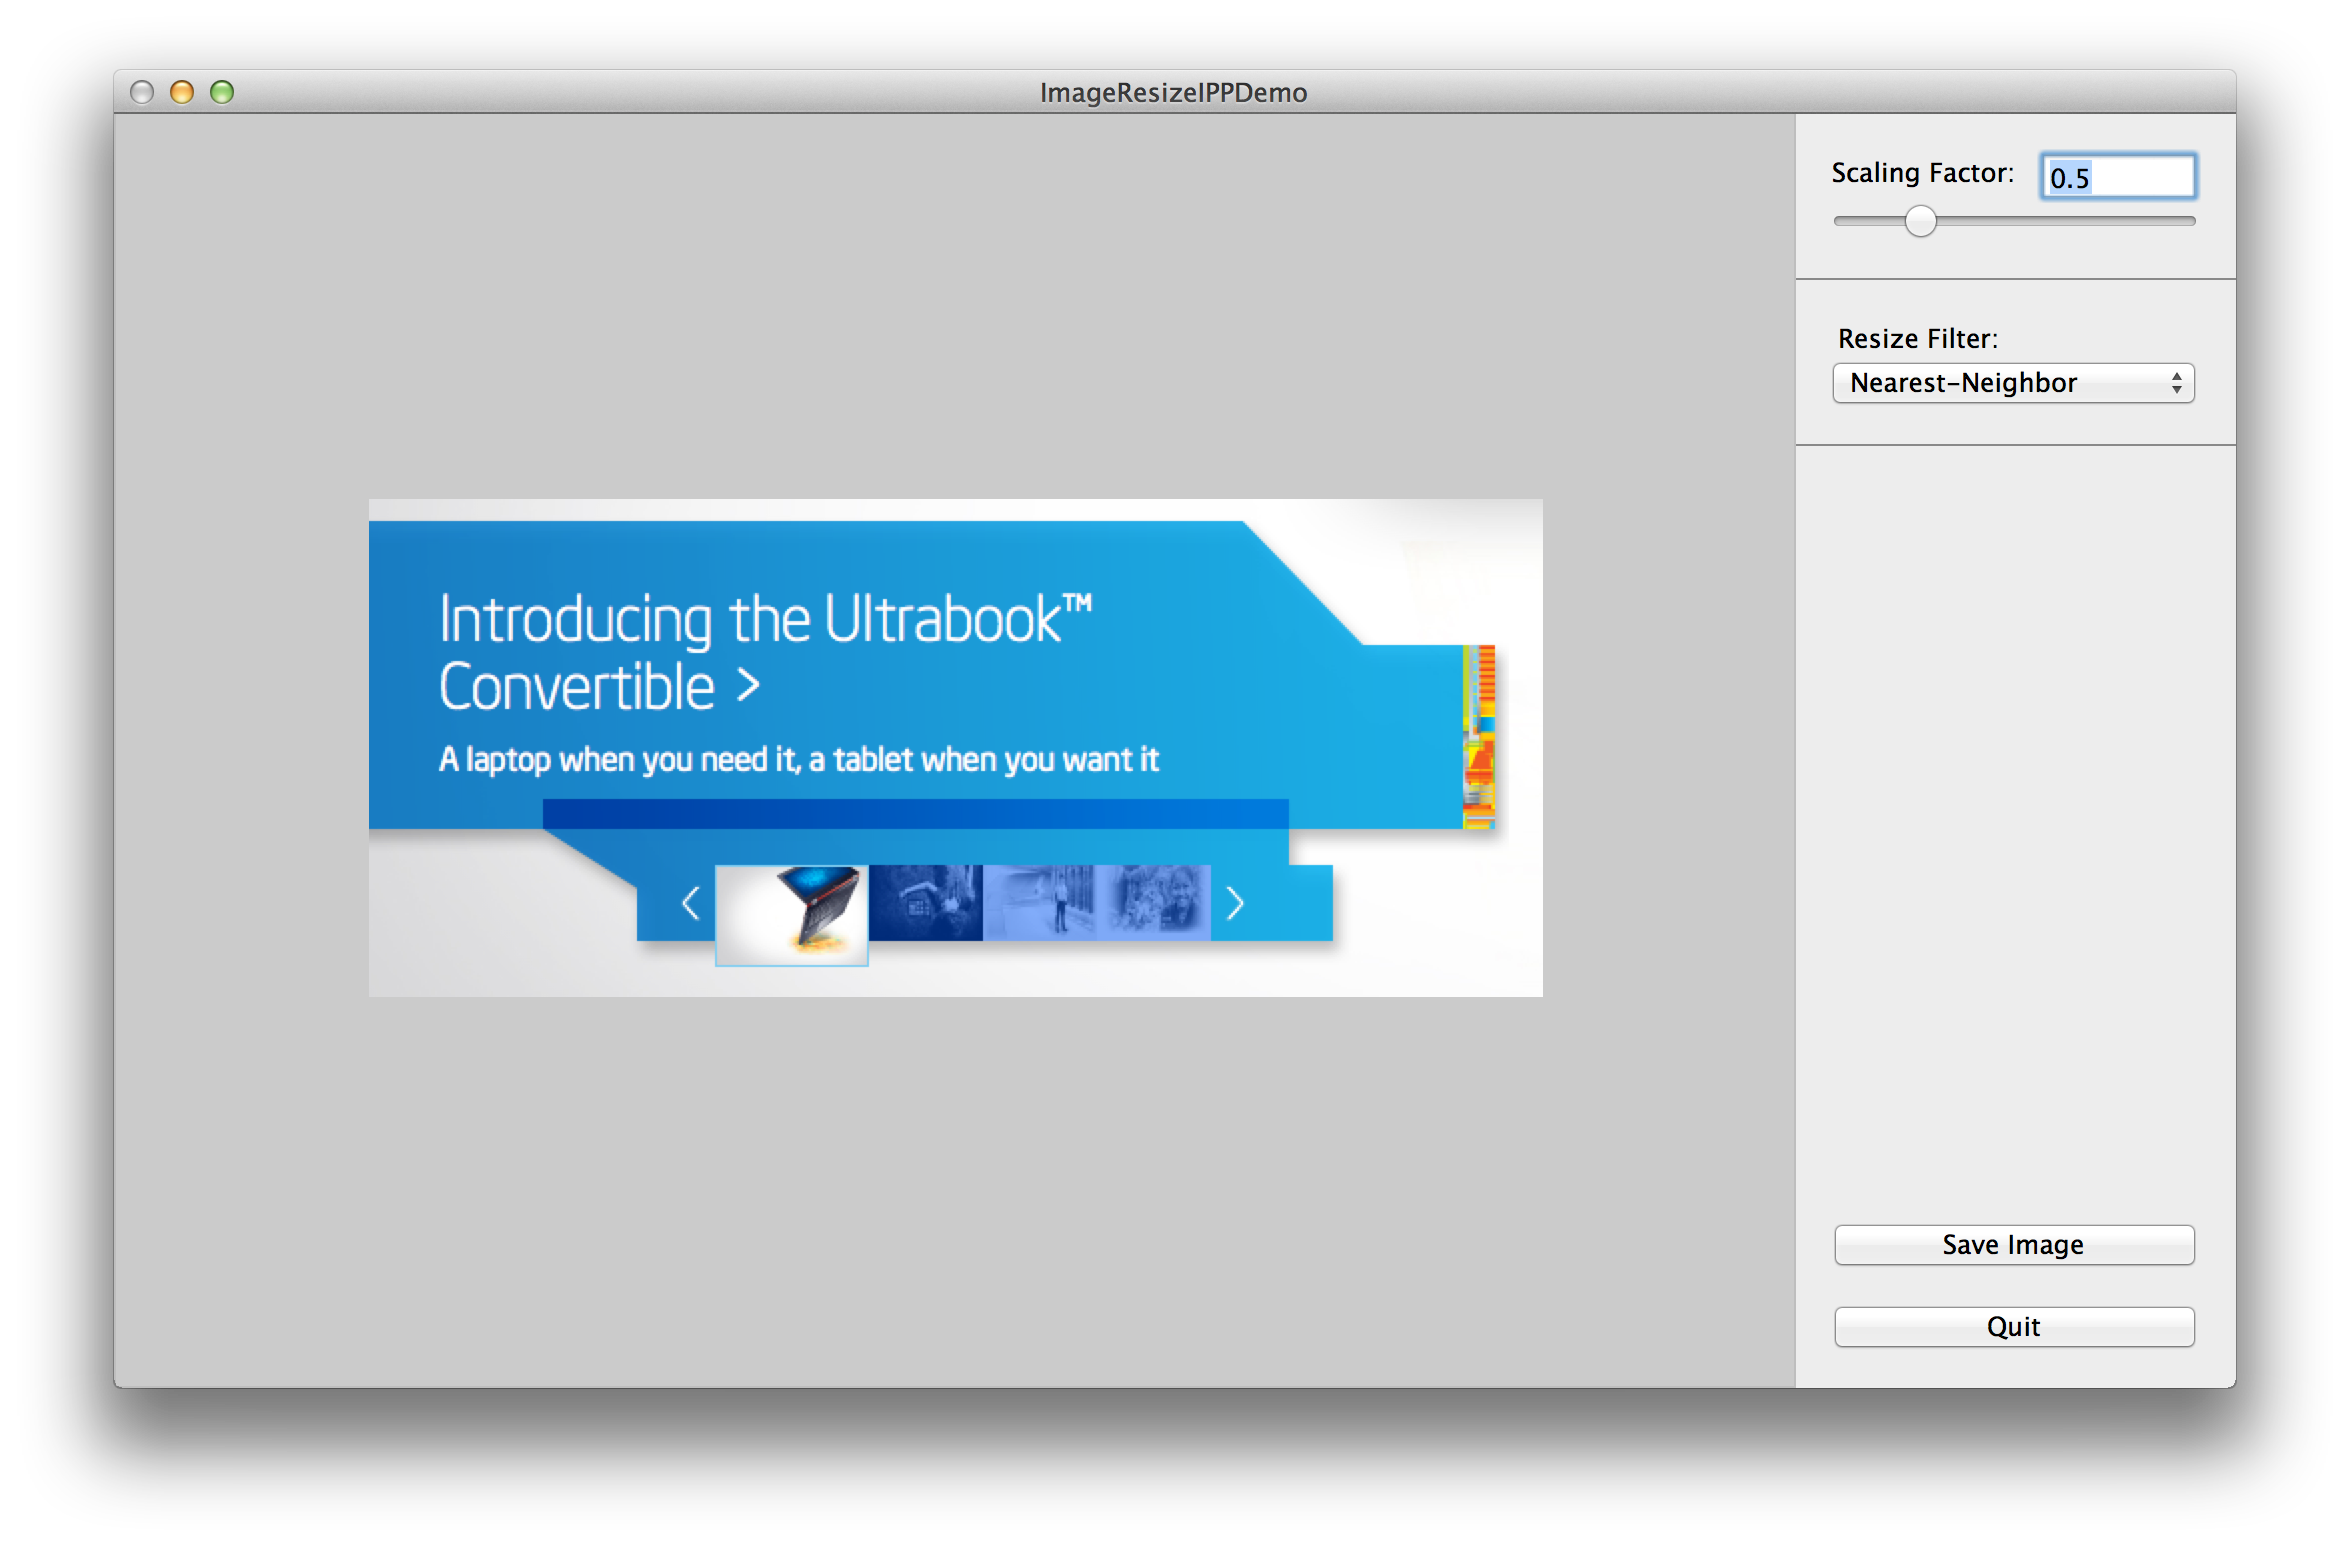 ImageResizeIPPDemo
Scaling Factor: 0.5
Resize Filter:
Nearest-Neighbor
Introducing the Ultrabook™
Convertible >
A laptop when you need it, a tablet when you want it
Save Image
Quit